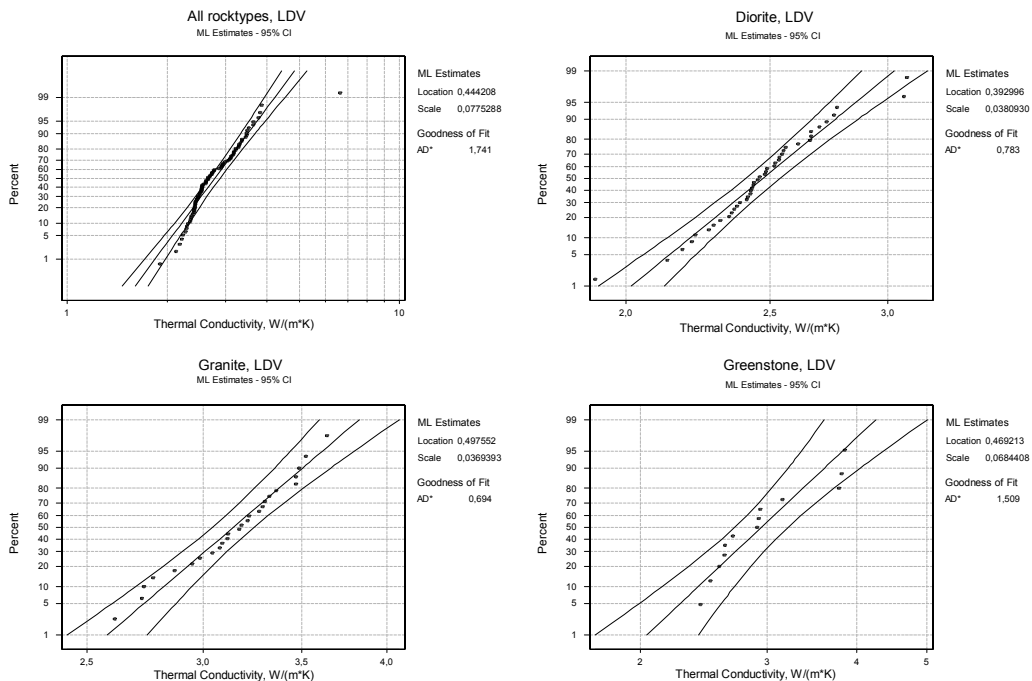 All rocktypes, LDV
ML Estimates - 95% CI
99
95
90
80
70
60
50
40
30
20
10
5
1
Percent
1
10
Thermal Conductivity, W/(m*K)
ML Estimates
Location 0,444208
Scale 0,0775288
Goodness of Fit
AD* 1,741
Diorite, LDV
ML Estimates - 95% CI
99
95
90
80
70
60
50
40
30
20
10
5
1
Percent
2,0
2,5
3,0
Thermal Conductivity, W/(m*K)
ML Estimates
Location 0,392996
Scale 0,0380930
Goodness of Fit
AD* 0,783
Granite, LDV
ML Estimates - 95% CI
99
95
90
80
70
60
50
40
30
20
10
5
1
Percent
2,5
3,0
3,5
4,0
Thermal Conductivity, W/(m*K)
ML Estimates
Location 0,497552
Scale 0,0369393
Goodness of Fit
AD* 0,694
Greenstone, LDV
ML Estimates - 95% CI
99
95
90
80
70
60
50
40
30
20
10
5
1
Percent
2
3
4
5
Thermal Conductivity, W/(m*K)
ML Estimates
Location 0,469213
Scale 0,0684408
Goodness of Fit
AD* 1,509